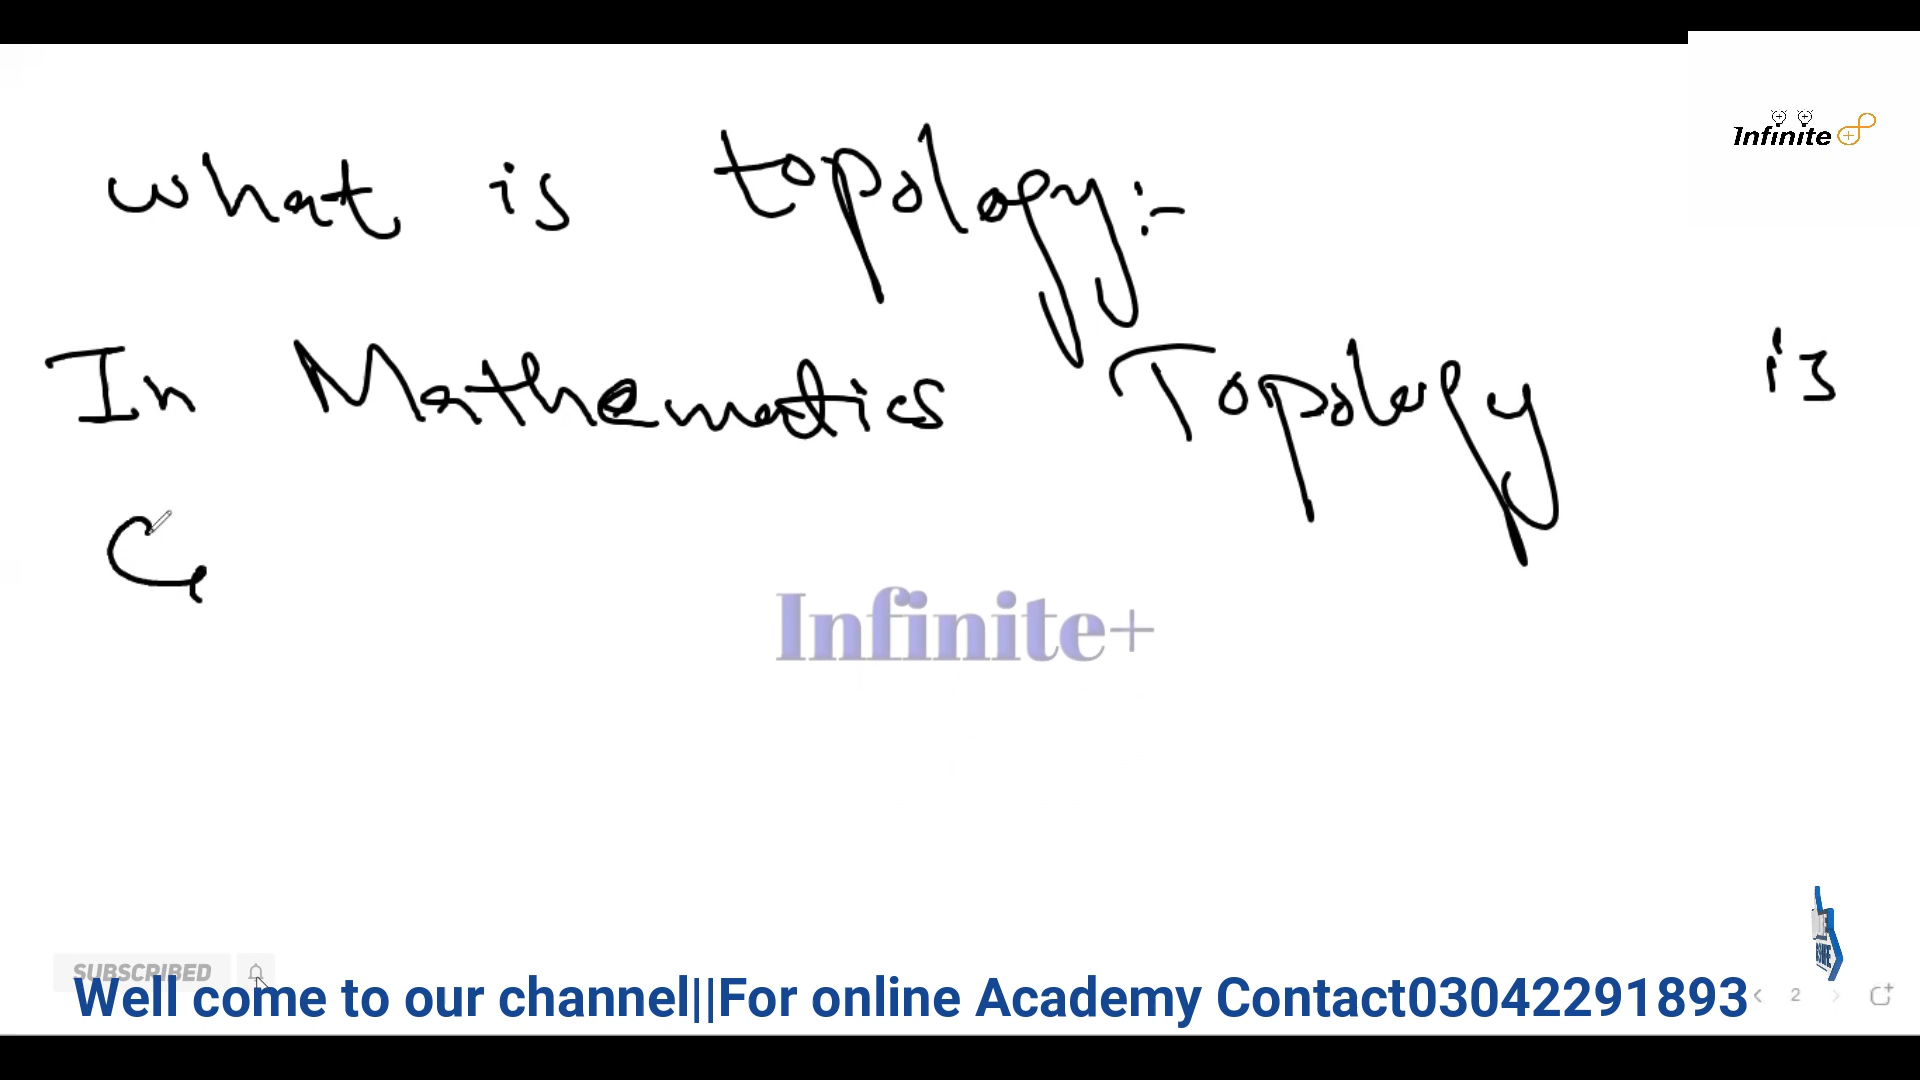 Infinite
what is topology:-
In Mathematics Topology is
Infinite+
SUBSCRIBED
Well come to our channel||For online Academy Contact03042291893
< 2 >